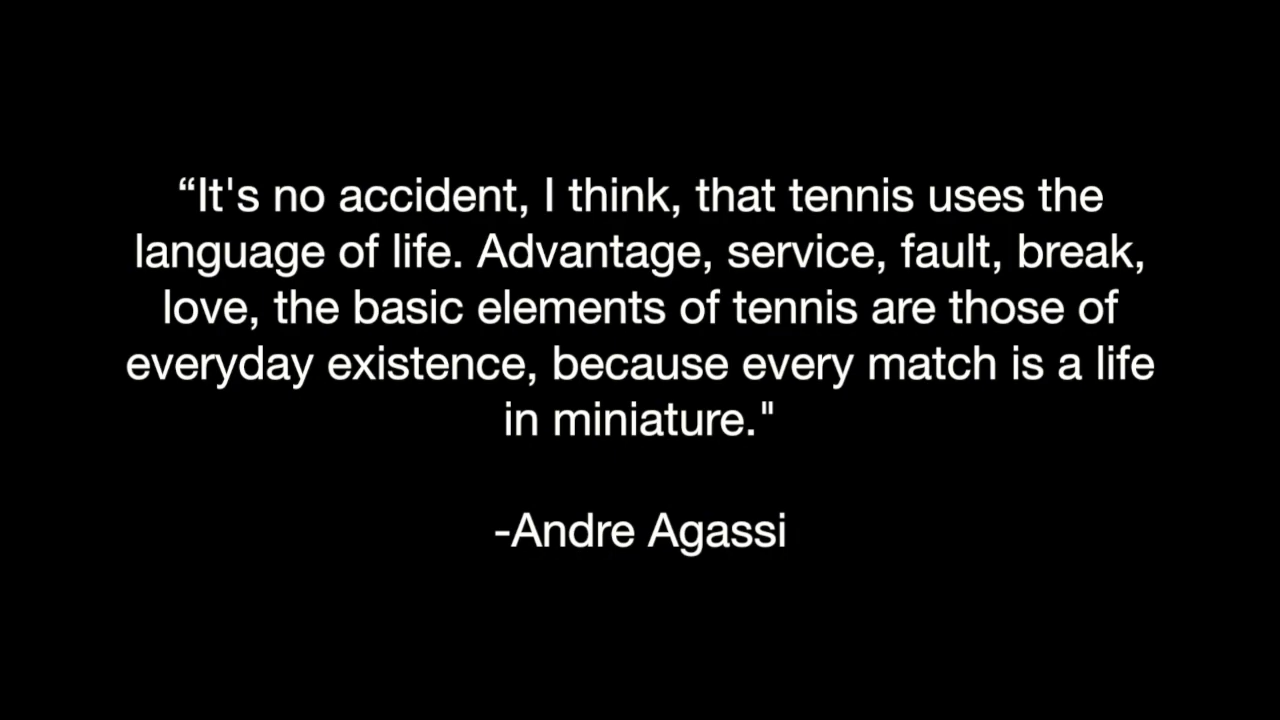 “It's no accident, I think, that tennis uses the
language of life. Advantage, service, fault, break,
love, the basic elements of tennis are those of
everyday existence, because every match is a life
in miniature."
-Andre Agassi